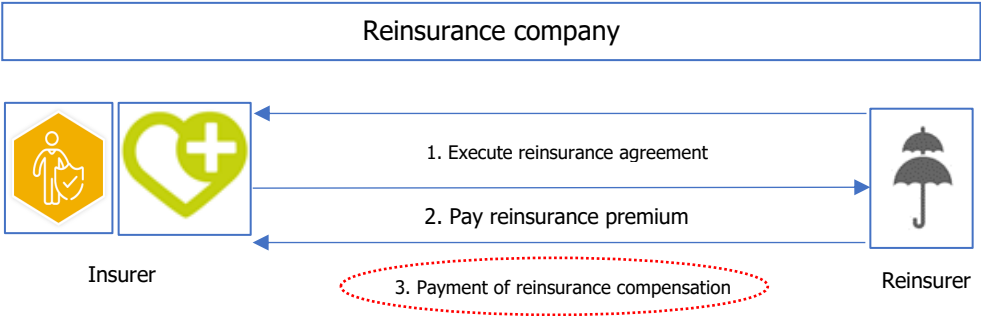 Reinsurance company
1. Execute reinsurance agreement
2. Pay reinsurance premium
Insurer
3. Payment of reinsurance compensation
Reinsurer